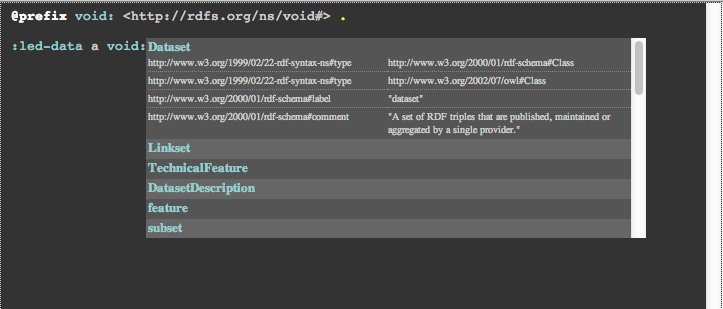 @prefix void: <http://rdfs.org/ns/void#> .
:led-data a void:Dataset
http://www.w3.org/1999/02/22-rdf-syntax-ns#type http://www.w3.org/2000/01/rdf-schema#Class
http://www.w3.org/1999/02/22-rdf-syntax-ns#type http://www.w3.org/2002/07/owl#Class
http://www.w3.org/2000/01/rdf-schema#label "dataset"
http://www.w3.org/2000/01/rdf-schema#comment "A set of RDF triples that are published, maintained or
aggregated by a single provider."
Linkset
TechnicalFeature
DatasetDescription
feature
subset